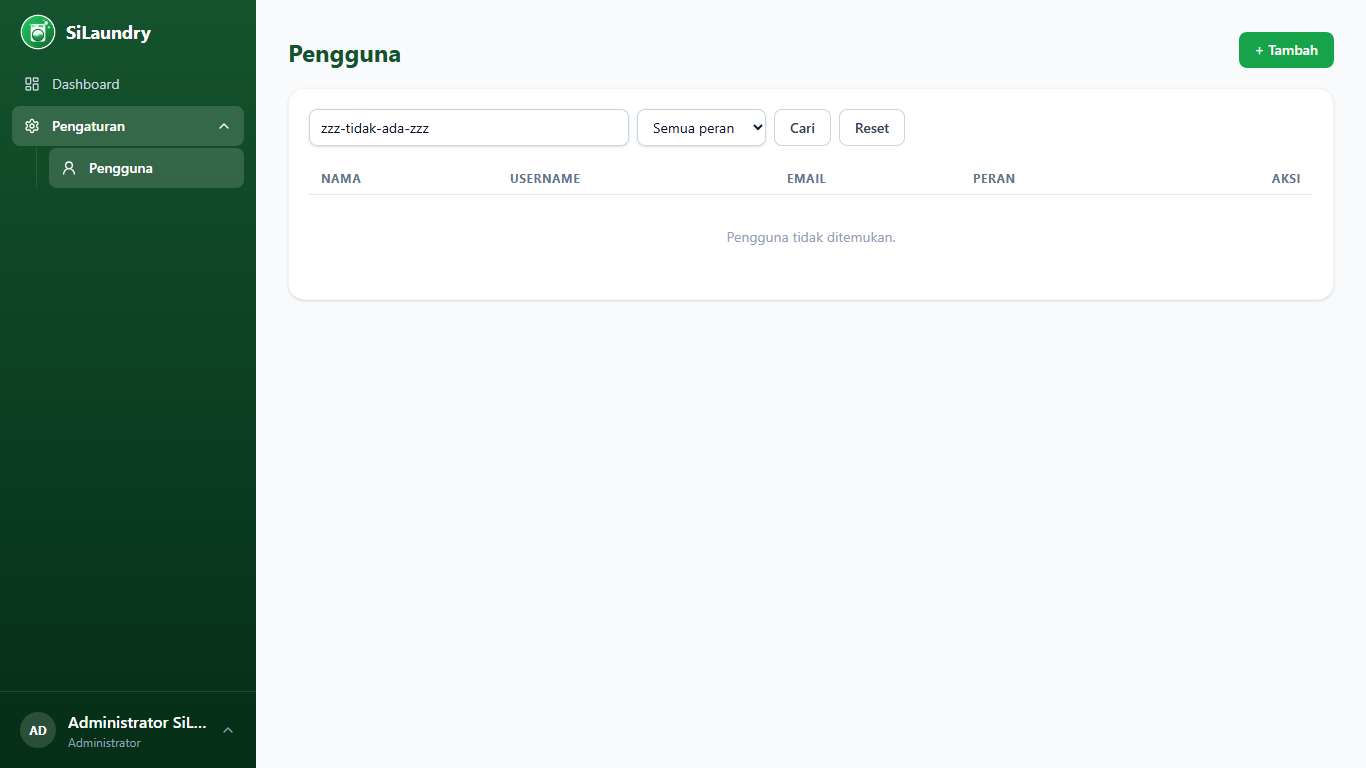 SiLaundry
Dashboard
Pengaturan
Pengguna
AD
Administrator SiL...
Administrator
Pengguna
+ Tambah
zzz-tidak-ada-zzz
Semua peran
Cari
Reset
NAMA USERNAME EMAIL PERAN AKSI
Pengguna tidak ditemukan.